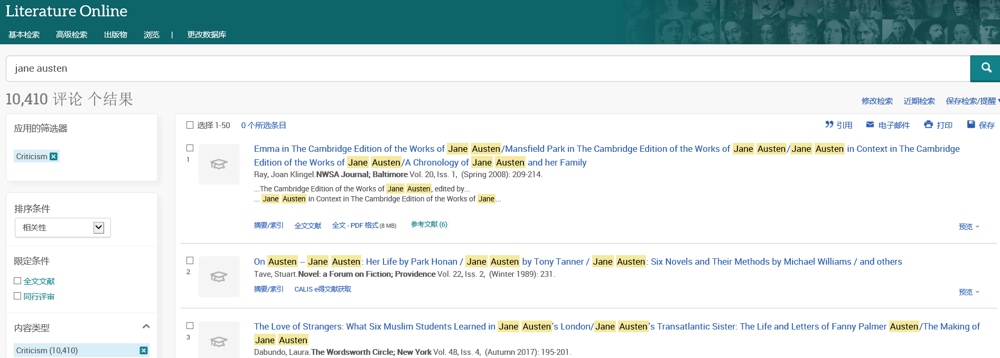 Literature Online
基本检索 高级检索 出版物 浏览 | 更改数据库
jane austen
10,410 评论 个结果
修改检索 近期检索 保存检索/提醒
应用的筛选器
Criticism
排序条件
相关性
限定条件
全文文献
同行评审
内容类型
Criticism (10,410)
选择 1-50 0 个所选条目
引用 电子邮件 打印 保存
1
Emma in The Cambridge Edition of the Works of Jane Austen/Mansfield Park in The Cambridge Edition of the Works of Jane Austen/Jane Austen in Context in The Cambridge
Edition of the Works of Jane Austen/A Chronology of Jane Austen and her Family
Ray, Joan Klingel.NWSA Journal; Baltimore Vol. 20, Iss. 1, (Spring 2008): 209-214.
...The Cambridge Edition of the Works of Jane Austen, edited by...
... Jane Austen in Context in The Cambridge Edition of the Works of Jane...
摘要/索引 全文文献 全文 - PDF 格式 (8 MB) 参考文献 (6)
预览
2
On Austen -- Jane Austen: Her Life by Park Honan / Jane Austen by Tony Tanner / Jane Austen: Six Novels and Their Methods by Michael Williams / and others
Tave, Stuart.Novel: a Forum on Fiction; Providence Vol. 22, Iss. 2, (Winter 1989): 231.
摘要/索引 CALIS e得文献获取
预览
3
The Love of Strangers: What Six Muslim Students Learned in Jane Austen's London/Jane Austen's Transatlantic Sister: The Life and Letters of Fanny Palmer Austen/The Making of
Jane Austen
Dabundo, Laura.The Wordsworth Circle; New York Vol. 48, Iss. 4, (Autumn 2017): 195-201.